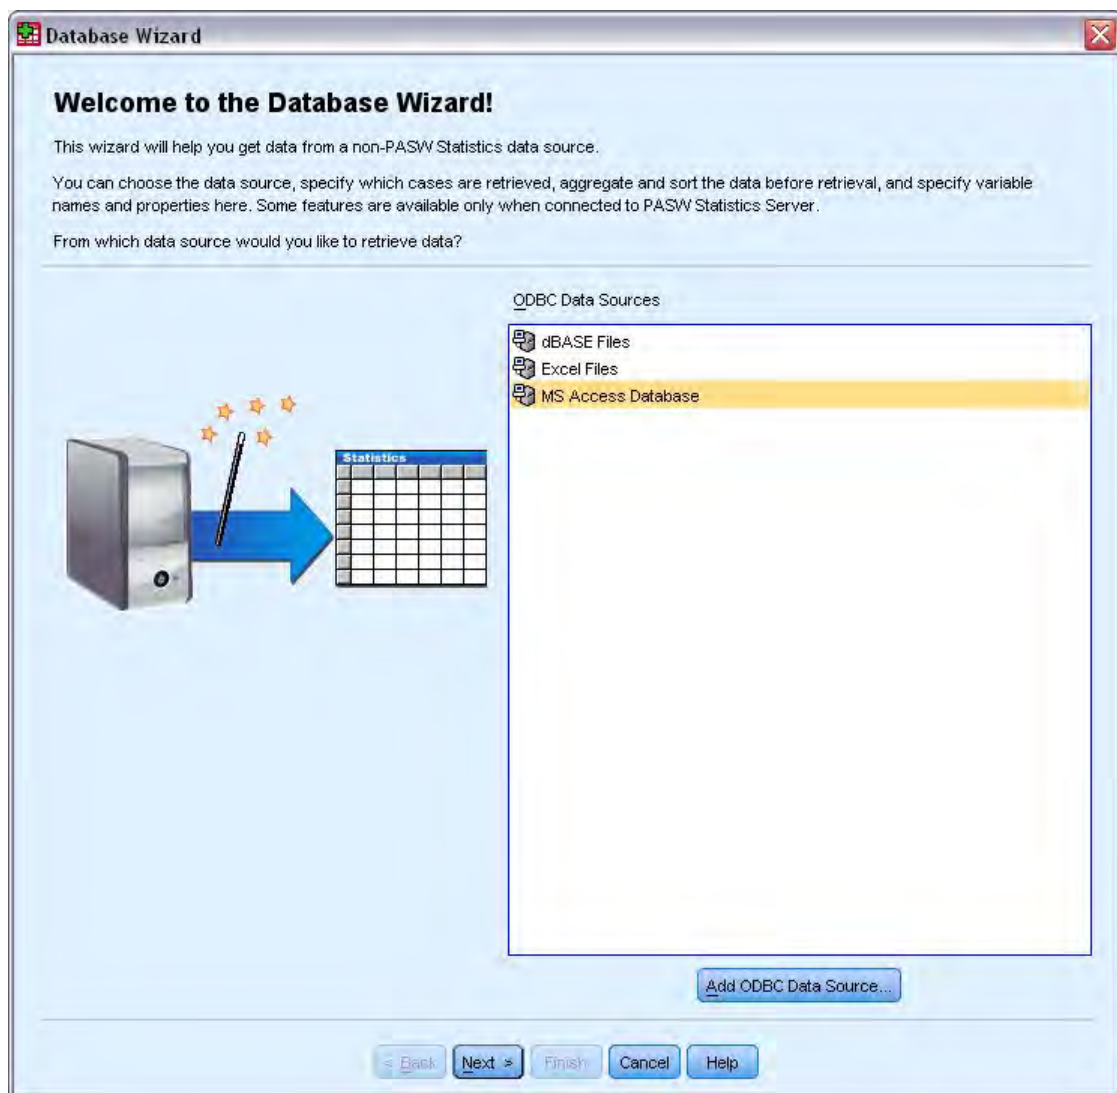 Database Wizard
Welcome to the Database Wizard!
This wizard will help you get data from a non-PASW Statistics data source.
You can choose the data source, specify which cases are retrieved, aggregate and sort the data before retrieval, and specify variable
names and properties here. Some features are available only when connected to PASW Statistics Server.
From which data source would you like to retrieve data?
ODBC Data Sources
dBASE Files
Excel Files
MS Access Database
Statistics
Add ODBC Data Source...
< Back
Next >
Finish
Cancel
Help